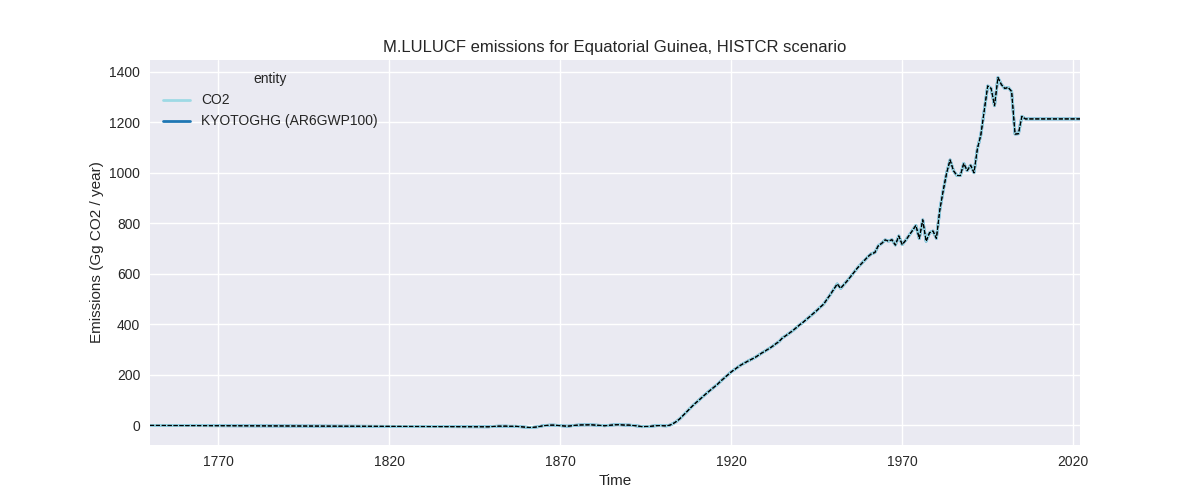 M.LULUCF emissions for Equatorial Guinea, HISTCR scenario
Emissions (Gg CO2 / year)
1400
1200
1000
800
600
400
200
0
entity
CO2
KYOTOGHG (AR6GWP100)
1770
1820
1870
1920
1970
2020
Time